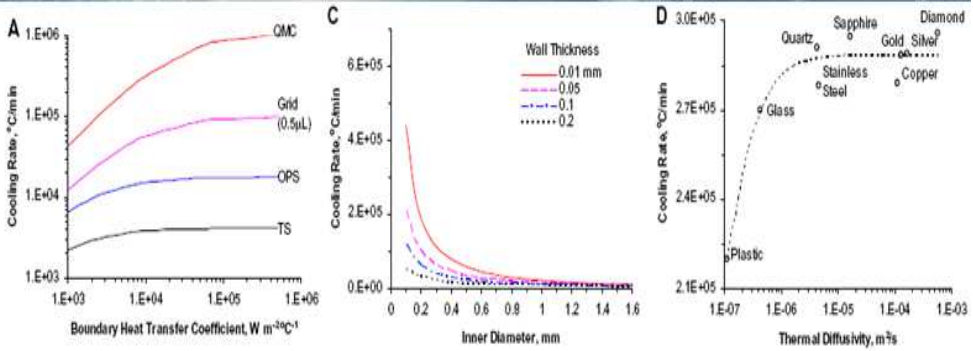 A
1.E+06
1.E+05
1.E+04
1.E+03
Cooling Rate, °C/min
QMC
Grid
(0.5µL)
OPS
TS
1.E+03 1.E+04 1.E+05 1.E+06
Boundary Heat Transfer Coefficient, W m⁻²°C⁻¹
C
6.E+05
4.E+05
2.E+05
0.E+00
Cooling Rate, °C/min
Wall Thickness
0.01 mm
0.05
0.1
0.2
0 0.2 0.4 0.6 0.8 1 1.2 1.4 1.6
Inner Diameter, mm
D
3.0E+05
2.7E+05
2.4E+05
2.1E+05
Cooling Rate, °C/min
Diamond
Sapphire
Quartz
Gold
Silver
Stainless
Steel
Copper
Glass
Plastic
1.E-07 1.E-06 1.E-05 1.E-04 1.E-03
Thermal Diffusivity, m²/s